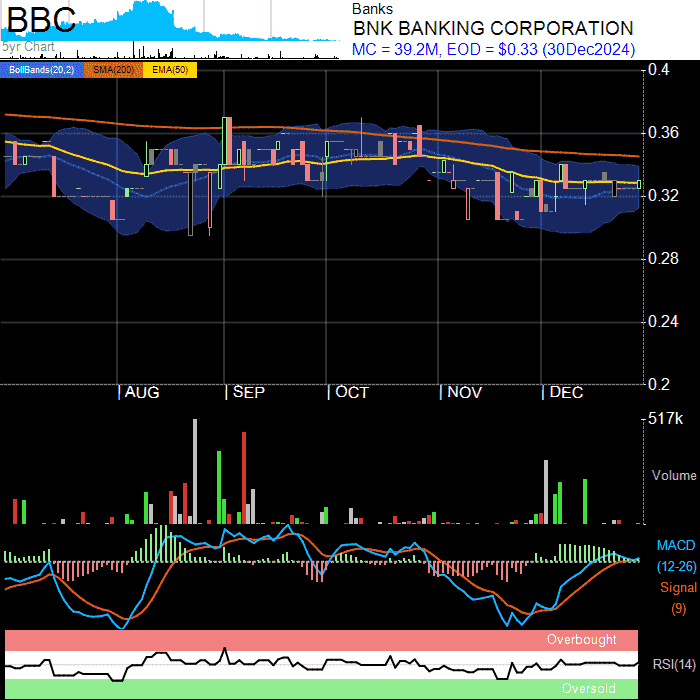 BBC
5yr Chart
Banks
BNK BANKING CORPORATION
MC = 39.2M, EOD = $0.33 (30Dec2024)
BollBands(20,2) SMA(200) EMA(50)
0.4
0.36
0.32
0.28
0.24
0.2
AUG SEP OCT NOV DEC
517k
Volume
MACD
(12-26)
Signal
(9)
Overbought
RSI(14)
Oversold